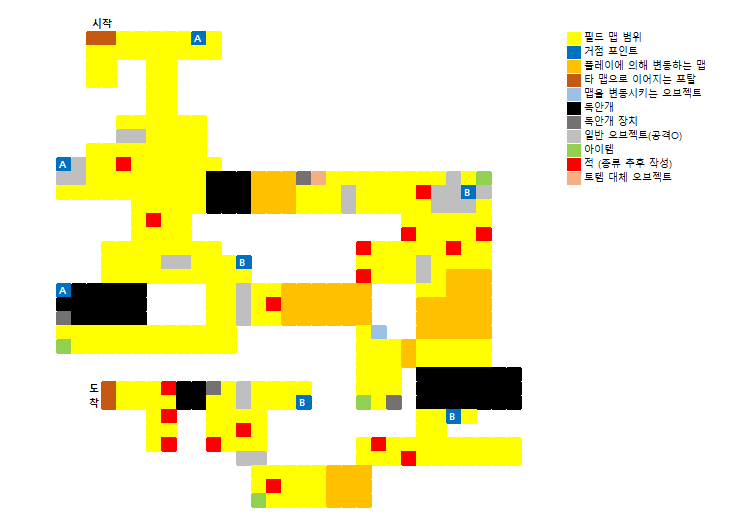 시작
A
필드 맵 범위
거점 포인트
플레이에 의해 변동하는 맵
타 맵으로 이어지는 포탈
맵을 변동시키는 오브젝트
독안개
독안개 장치
일반 오브젝트(공격O)
아이템
적 (종류 추후 작성)
토템 대체 오브젝트
A
B
B
A
도
착
B
B